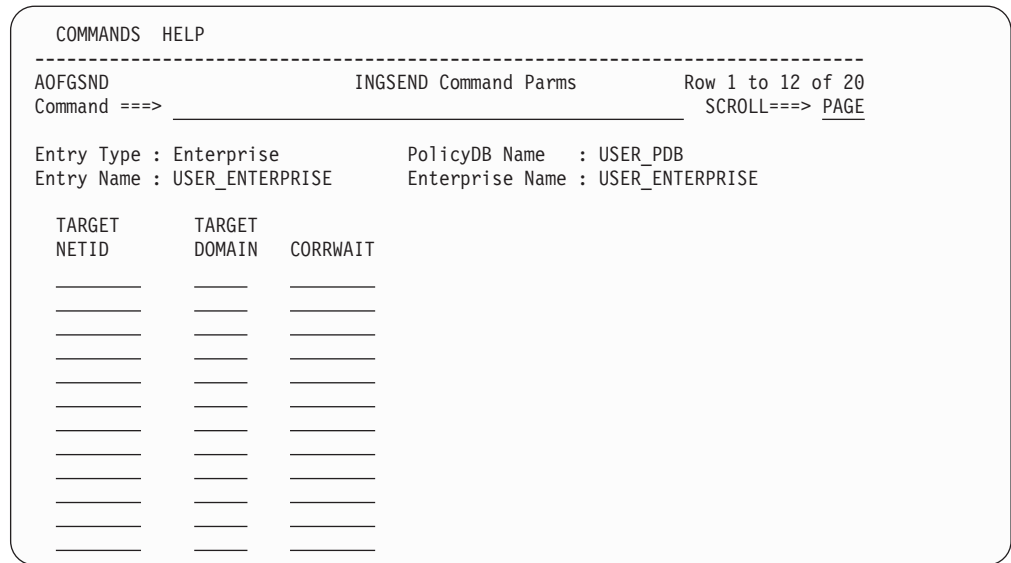 COMMANDS HELP
AOFGSND INGSEND Command Parms Row 1 to 12 of 20
Command ===> SCROLL===> PAGE
Entry Type : Enterprise PolicyDB Name : USER_PDB
Entry Name : USER_ENTERPRISE Enterprise Name : USER_ENTERPRISE
TARGET TARGET
NETID DOMAIN CORRWAIT